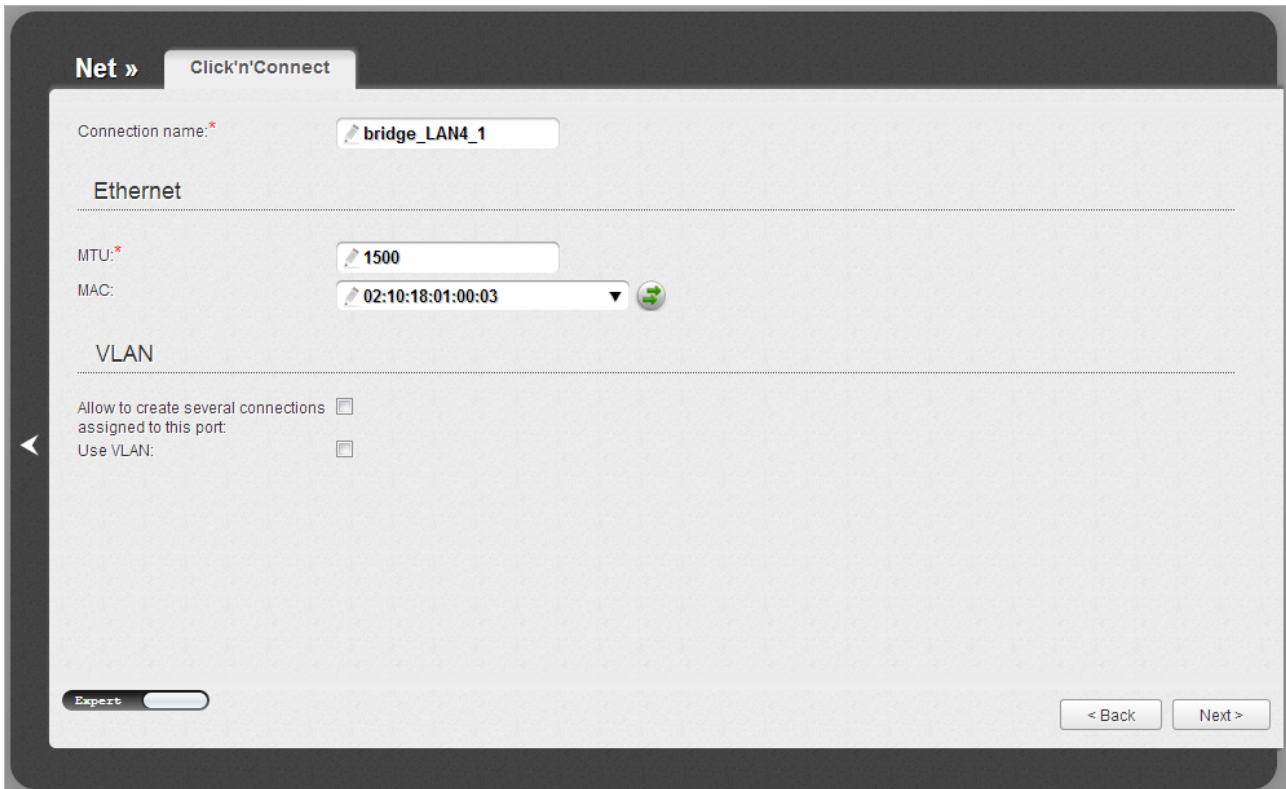 Net » Click'n'Connect
Connection name:* bridge_LAN4_1
Ethernet
MTU:* 1500
MAC: 02:10:18:01:00:03
VLAN
Allow to create several connections
assigned to this port:
Use VLAN:
Expert
< Back Next >